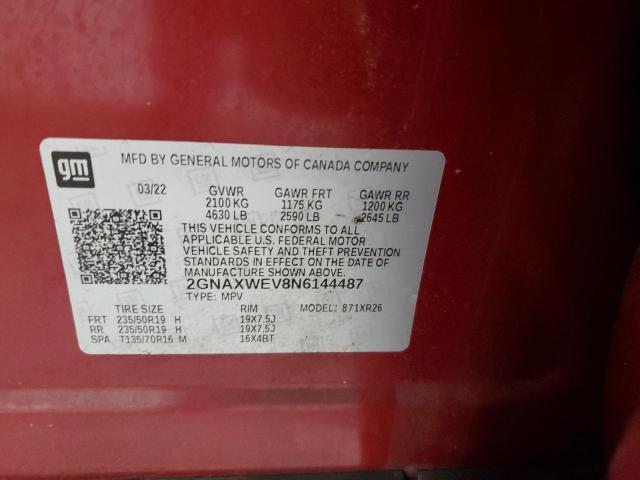 gm
MFD BY GENERAL MOTORS OF CANADA COMPANY
03/22 GVWR GAWR FRT GAWR RR
2100 KG 1175 KG 1200 KG
4630 LB 2590 LB 2645 LB
THIS VEHICLE CONFORMS TO ALL
APPLICABLE U.S. FEDERAL MOTOR
VEHICLE SAFETY AND THEFT PREVENTION
STANDARDS IN EFFECT ON THE DATE OF
MANUFACTURE SHOWN ABOVE.
2GNAXWEV8N6144487
TYPE: MPV
TIRE SIZE RIM MODEL: 871XR26
FRT 235/50R19 H 19X7.5J
RR 235/50R19 H 19X7.5J
SPA T135/70R16 M 16X4BT